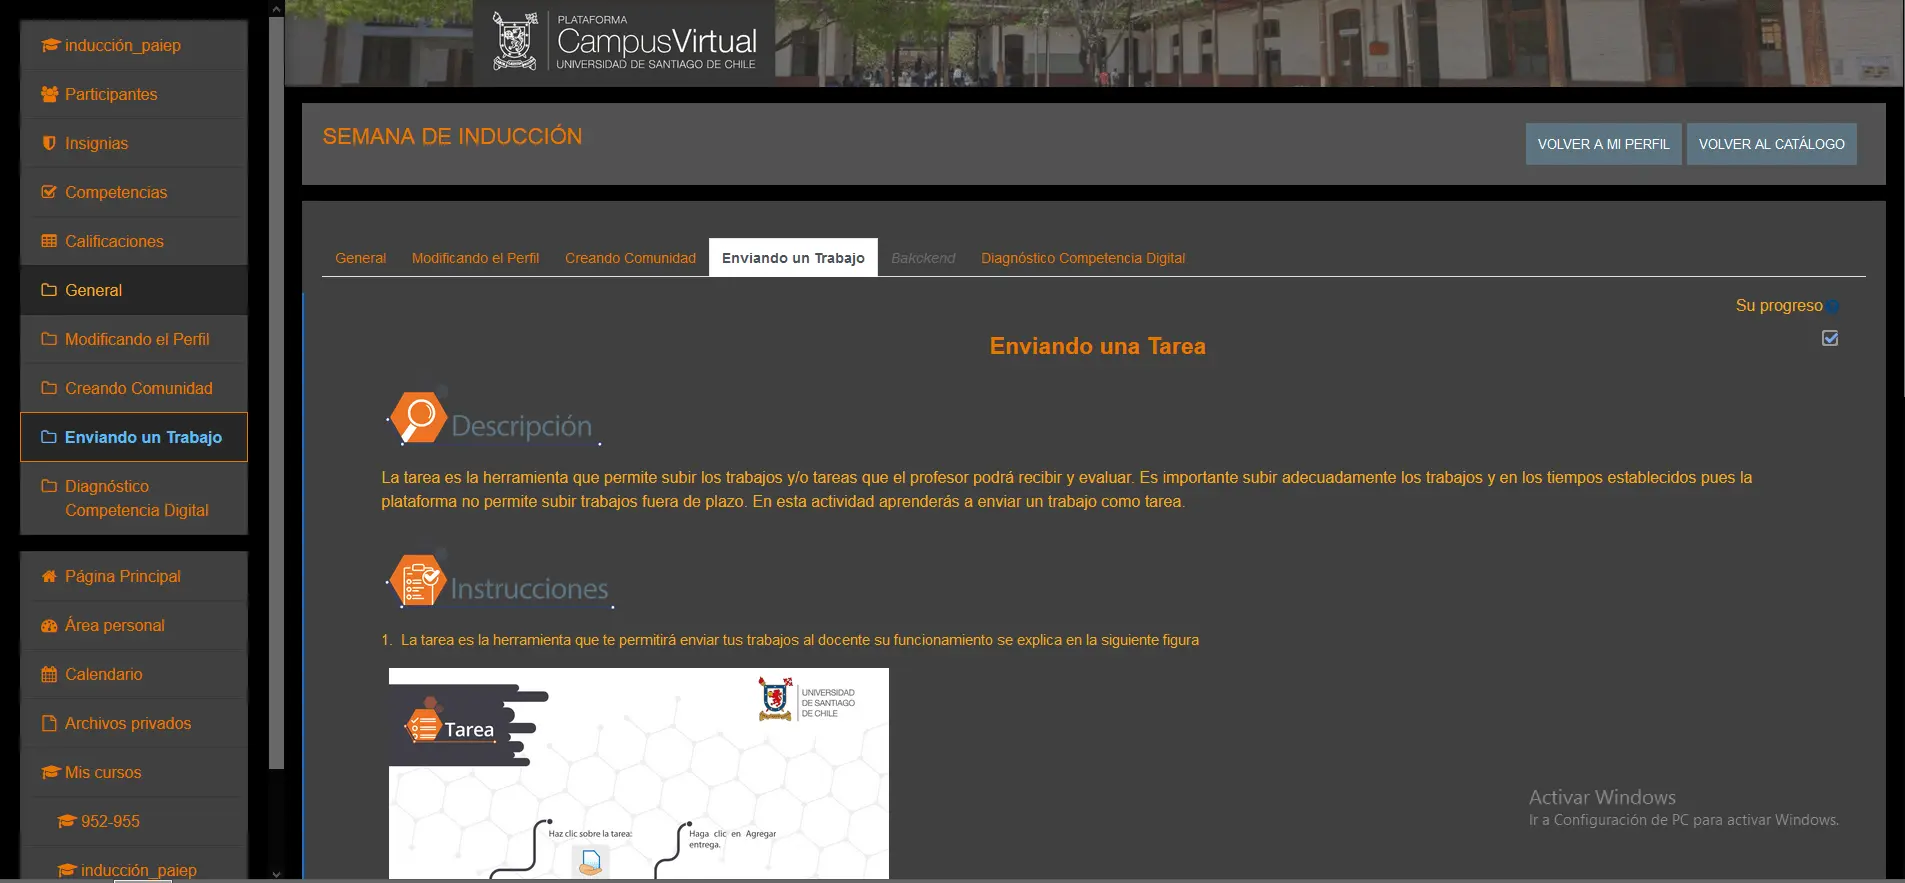 inducción_paiep
Participantes
Insignias
Competencias
Calificaciones
General
Modificando el Perfil
Creando Comunidad
Enviando un Trabajo
Diagnóstico
Competencia Digital
Página Principal
Área personal
Calendario
Archivos privados
Mis cursos
952-955
inducción_paiep
PLATAFORMA
CampusVirtual
UNIVERSIDAD DE SANTIAGO DE CHILE
SEMANA DE INDUCCIÓN
VOLVER A MI PERFIL
VOLVER AL CATÁLOGO
General
Modificando el Perfil
Creando Comunidad
Enviando un Trabajo
Bakckend
Diagnóstico Competencia Digital
Su progreso
Enviando una Tarea
Descripción
La tarea es la herramienta que permite subir los trabajos y/o tareas que el profesor podrá recibir y evaluar. Es importante subir adecuadamente los trabajos y en los tiempos establecidos pues la
plataforma no permite subir trabajos fuera de plazo. En esta actividad aprenderás a enviar un trabajo como tarea.
Instrucciones
1. La tarea es la herramienta que te permitirá enviar tus trabajos al docente su funcionamiento se explica en la siguiente figura
Tarea
UNIVERSIDAD
DE SANTIAGO
DE CHILE
Haz clic sobre la tarea:
Haga clic en Agregar
entrega.
Activar Windows
Ir a Configuración de PC para activar Windows.